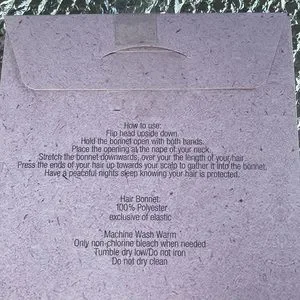 How to use:
Flip head upside down.
Hold the bonnet open with both hands.
Place the opening at the nape of your neck.
Stretch the bonnet downwards, over your the length of your hair.
Press the ends of your hair up towards your scalp to gather it into the bonnet.
Have a peaceful nights sleep knowing your hair is protected.
Hair Bonnet:
100% Polyester
exclusive of elastic
Machine Wash Warm
Only non-chlorine bleach when needed
Tumble dry low/Do not iron
Do not dry clean